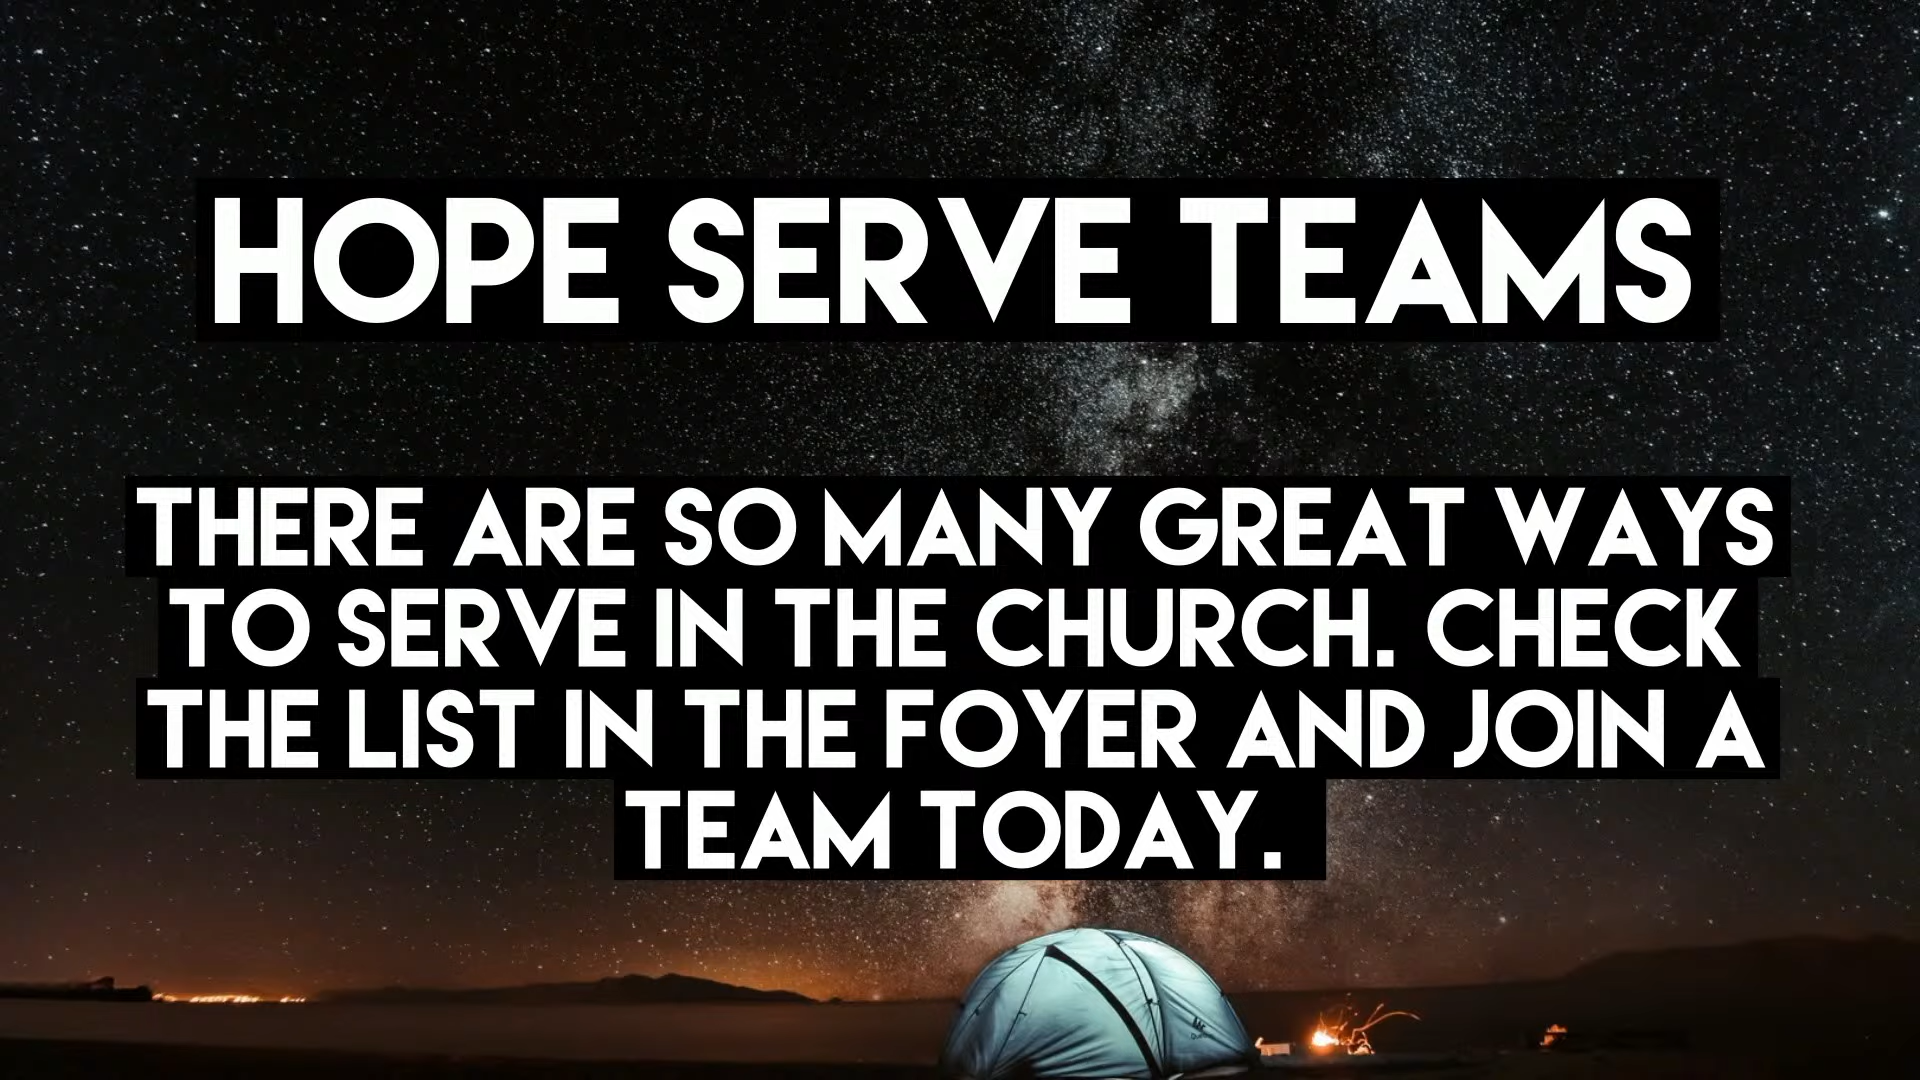 HOPE SERVE TEAMS
THERE ARE SO MANY GREAT WAYS
TO SERVE IN THE CHURCH. CHECK
THE LIST IN THE FOYER AND JOIN A
TEAM TODAY.